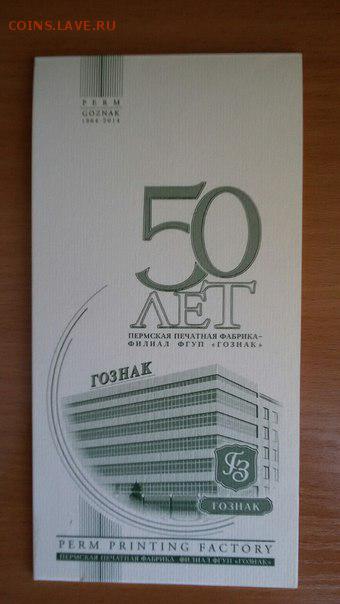 COINS.LAVE.RU
PERM
GOZNAK
1964-2014
50
ЛЕТ
ПЕРМСКАЯ ПЕЧАТНАЯ ФАБРИКА-
ФИЛИАЛ ФГУП «ГОЗНАК»
ГОЗНАК
ГЗ
ГОЗНАК
PERM PRINTING FACTORY
ПЕРМСКАЯ ПЕЧАТНАЯ ФАБРИКА ФИЛИАЛ ФГУП «ГОЗНАК»